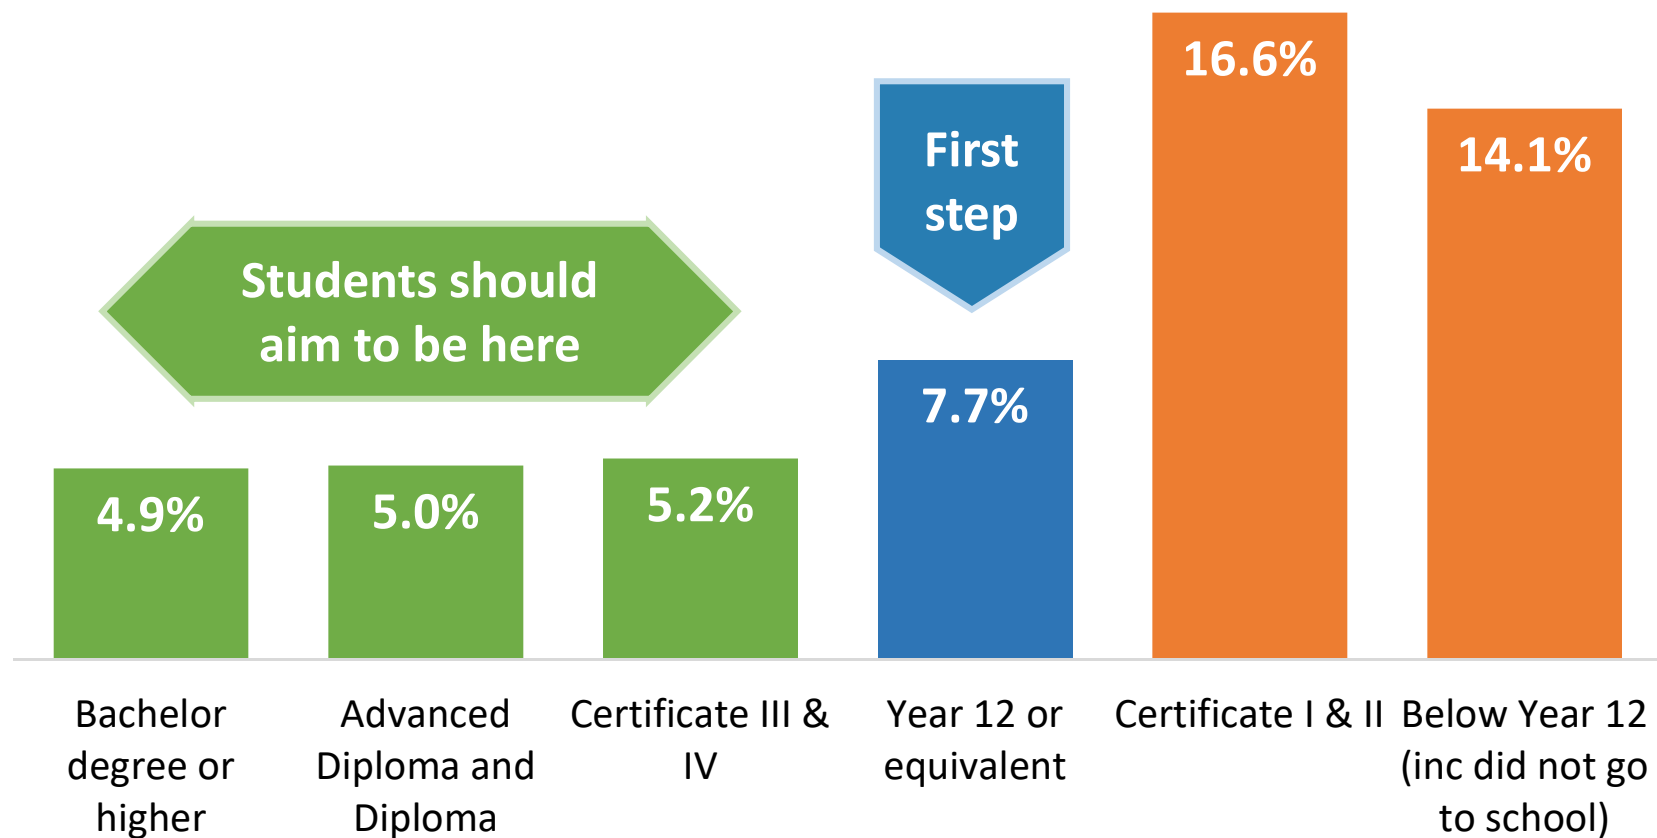 16.6%
14.1%
First
step
Students should
aim to be here
7.7%
4.9%
5.0%
5.2%
Bachelor
degree or
higher
Advanced
Diploma and
Diploma
Certificate III &
IV
Year 12 or
equivalent
Certificate I & II
Below Year 12
(inc did not go
to school)